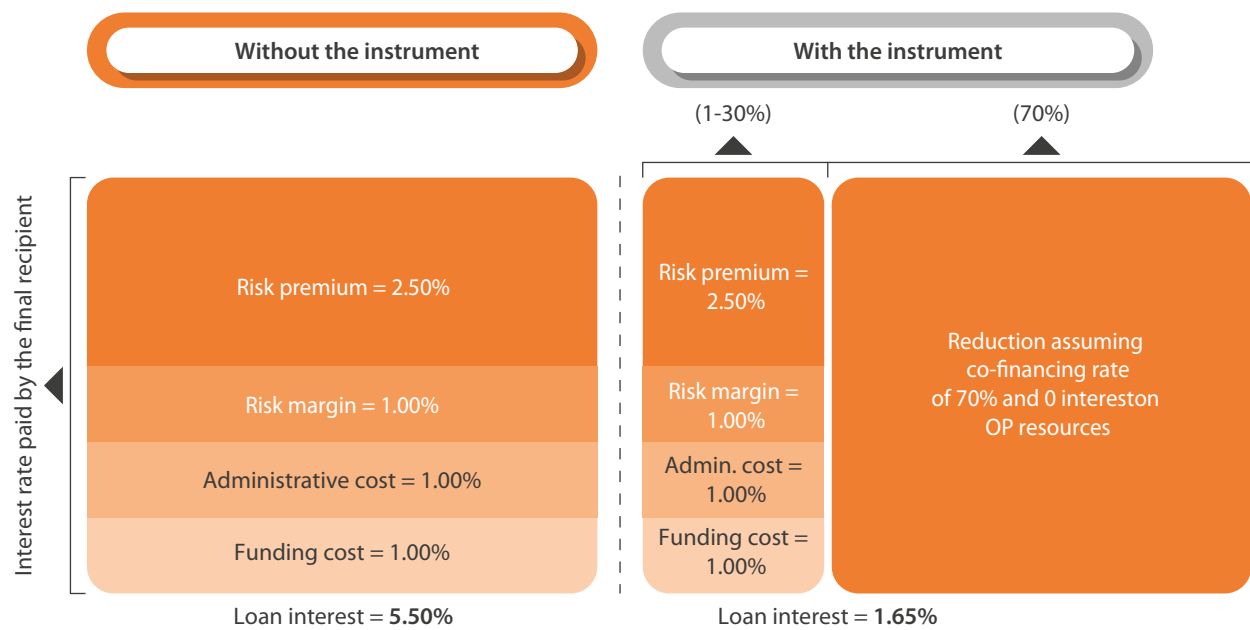 Without the instrument
With the instrument
(1-30%)
(70%)
Interest rate paid by the final recipient
Risk premium = 2.50%
Risk margin = 1.00%
Administrative cost = 1.00%
Funding cost = 1.00%
Loan interest = 5.50%
Risk premium =
2.50%
Risk margin =
1.00%
Admin. cost =
1.00%
Funding cost =
1.00%
Reduction assuming
co-financing rate
of 70% and 0 intereston
OP resources
Loan interest = 1.65%